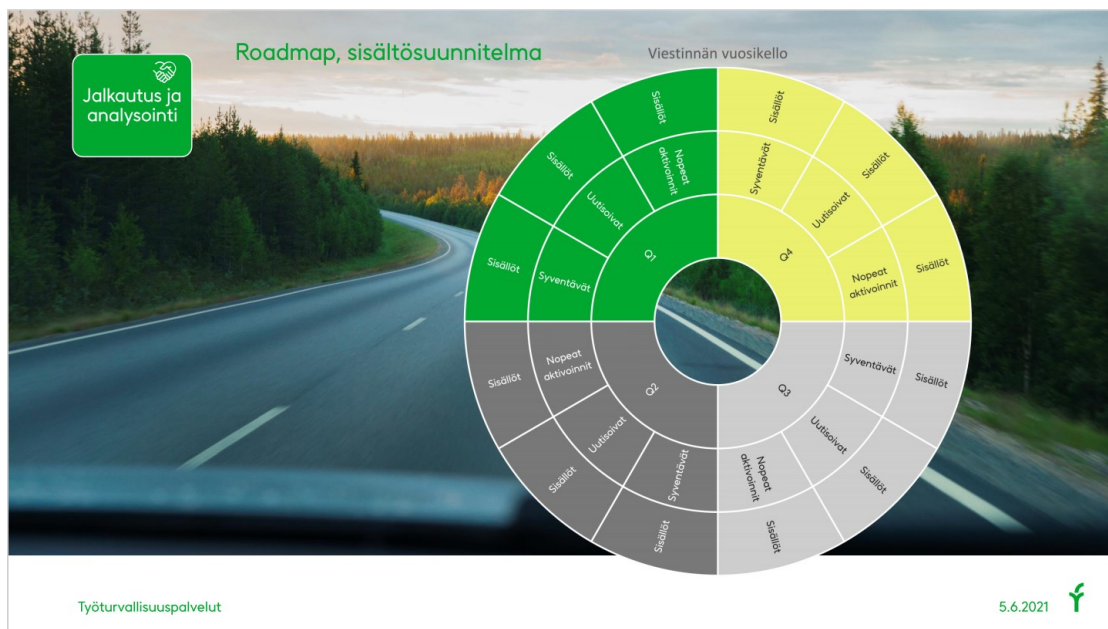 Roadmap, sisältösuunnitelma
Viestinnän vuosikello
Jalkautus ja
analysointi
Sisällöt
Sisällöt
Sisällöt
Nopeat
aktivoinnit
Uutisoivat
Syventävät
Q1
Sisällöt
Sisällöt
Sisällöt
Syventävät
Uutisoivat
Nopeat
aktivoinnit
Q4
Sisällöt
Sisällöt
Sisällöt
Nopeat
aktivoinnit
Uutisoivat
Syventävät
Q2
Sisällöt
Sisällöt
Sisällöt
Syventävät
Uutisoivat
Nopeat
aktivoinnit
Q3
Työturvallisuuspalvelut
5.6.2021